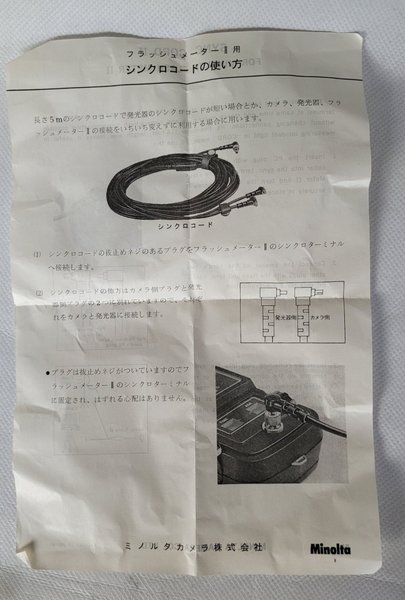 フラッシュメーターⅡ用
シンクロコードの使い方
長さ5mのシンクロコードで発光器のシンクロコードが短い場合とか、カメラ、発光器、フラ
ッシュメーターⅡの接続をいちいち変えずに利用する場合に用います。
シンクロコード
(1) シンクロコードの抜止めネジのあるプラグをフラッシュメーターⅡのシンクロターミナル
へ接続します。
(2) シンクロコードの他方はカメラ側プラグと発光
器側プラグの2つに別れていますので、それぞ
れをカメラと発光器に接続します。
発光器側 カメラ側
●プラグは抜止めネジがついていますのでフ
ラッシュメーターⅡのシンクロターミナル
に固定され、はずれる心配はありません。
ミノルタカメラ株式会社
Minolta